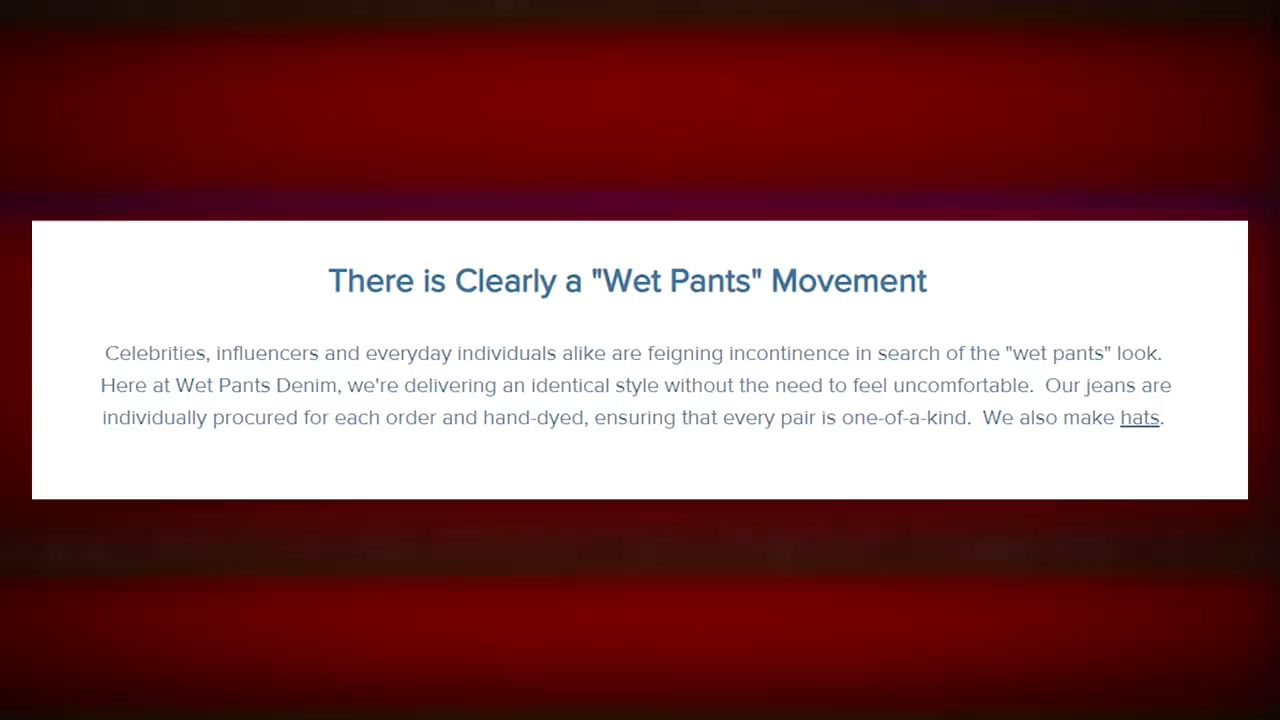 There is Clearly a "Wet Pants" Movement
Celebrities, influencers and everyday individuals alike are feigning incontinence in search of the "wet pants" look.
Here at Wet Pants Denim, we're delivering an identical style without the need to feel uncomfortable.  Our jeans are
individually procured for each order and hand-dyed, ensuring that every pair is one-of-a-kind.  We also make hats.